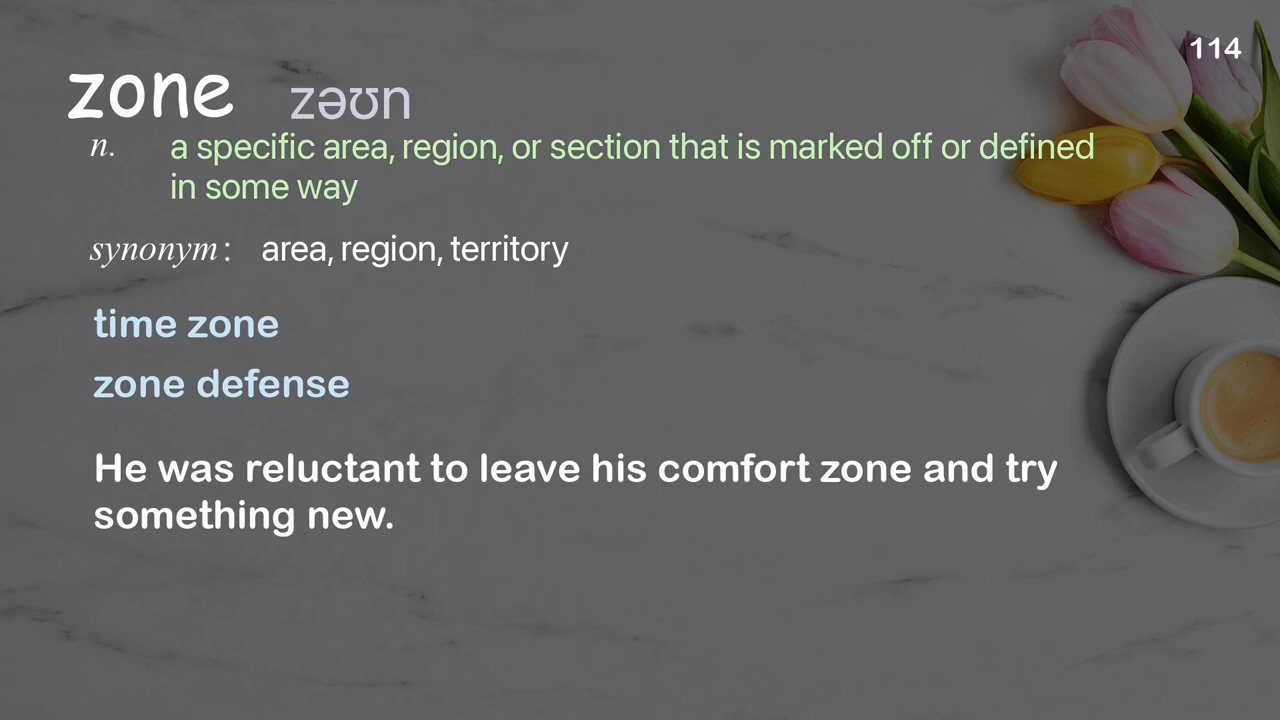 114
zone zəʊn
n. a specific area, region, or section that is marked off or defined
in some way
synonym: area, region, territory
time zone
zone defense
He was reluctant to leave his comfort zone and try
something new.